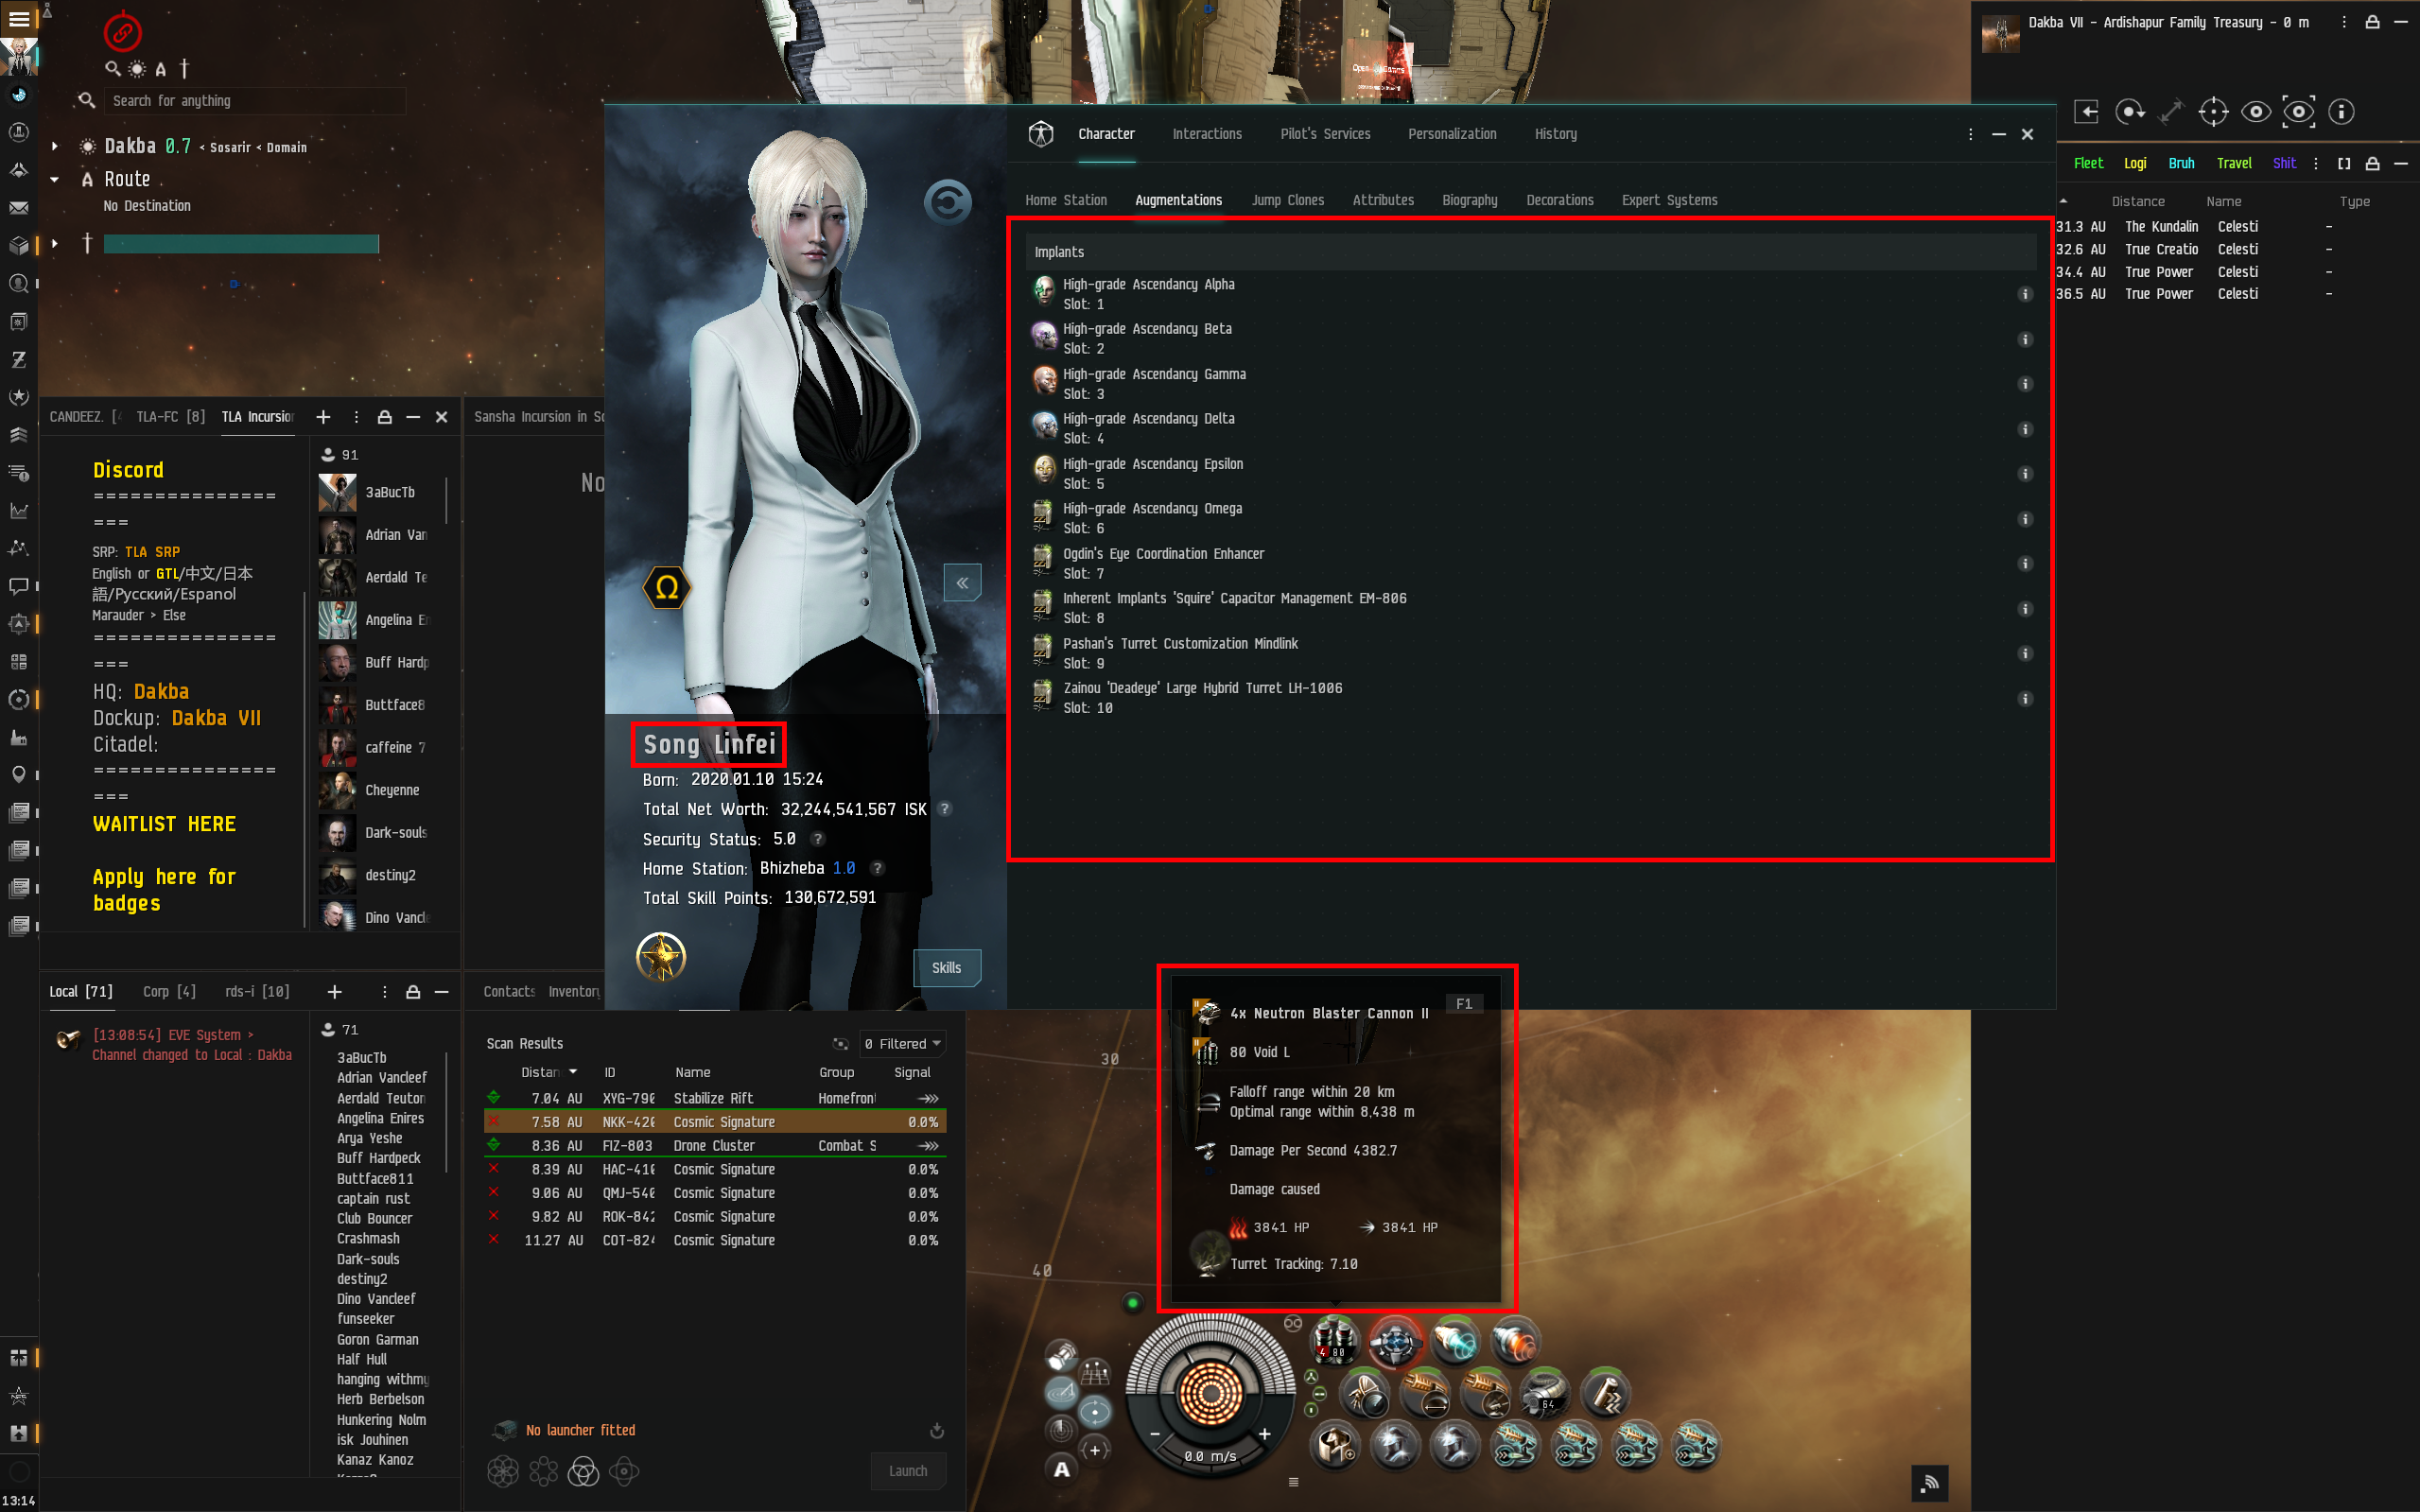 Search for anything
Dakba 0.7 < Sosarir < Domain
Route
No Destination
Dakba VII - Ardishapur Family Treasury - 0 m
Fleet Logi Bruh Travel Shit
Distance Name Type
31.3 AU The Kundalin Celesti -
32.6 AU True Creatio Celesti -
34.4 AU True Power Celesti -
36.5 AU True Power Celesti -
Character Interactions Pilot's Services Personalization History
Home Station Augmentations Jump Clones Attributes Biography Decorations Expert Systems
Implants
High-grade Ascendancy Alpha
Slot: 1
High-grade Ascendancy Beta
Slot: 2
High-grade Ascendancy Gamma
Slot: 3
High-grade Ascendancy Delta
Slot: 4
High-grade Ascendancy Epsilon
Slot: 5
High-grade Ascendancy Omega
Slot: 6
Ogdin's Eye Coordination Enhancer
Slot: 7
Inherent Implants 'Squire' Capacitor Management EM-806
Slot: 8
Pashan's Turret Customization Mindlink
Slot: 9
Zainou 'Deadeye' Large Hybrid Turret LH-1006
Slot: 10
Ω
Song Linfei
Born: 2020.01.10 15:24
Total Net Worth: 32,244,541,567 ISK ?
Security Status: 5.0 ?
Home Station: Bhizheba 1.0 ?
Total Skill Points: 130,672,591
Skills
CANDEEZ. [ TLA-FC [8] TLA Incursion
Discord
===============
===
SRP: TLA SRP
English or GTL/中文/日本
語/Русский/Espanol
Marauder > Else
===============
===
HQ: Dakba
Dockup: Dakba VII
Citadel:
===============
===
WAITLIST HERE
Apply here for
badges
91
3aBucTb
Adrian Van
Aerdald Te
Angelina E
Buff Hardp
Buttface8
caffeine 7
Cheyenne
Dark-souls
destiny2
Dino Vancle
Sansha Incursion in So
No
Local [71] Corp [4] rds-i [10]
[13:08:54] EVE System >
Channel changed to Local : Dakba
71
3aBucTb
Adrian Vancleef
Aerdald Teuton
Angelina Enires
Arya Yeshe
Buff Hardpeck
Buttface811
captain rust
Club Bouncer
Crashmash
Dark-souls
destiny2
Dino Vancleef
funseeker
Goron Garman
Half Hull
hanging withmy
Herb Berbelson
Hunkering Nolm
isk Jouhinen
Kanaz Kanoz
Contacts Inventory
Scan Results
0 Filtered
Distan ID Name Group Signal
7.04 AU XYG-790 Stabilize Rift Homefront
7.58 AU NKK-420 Cosmic Signature 0.0%
8.36 AU FIZ-803 Drone Cluster Combat S
8.39 AU HAC-410 Cosmic Signature 0.0%
9.06 AU QMJ-540 Cosmic Signature 0.0%
9.82 AU ROK-842 Cosmic Signature 0.0%
11.27 AU COT-824 Cosmic Signature 0.0%
No launcher fitted
Launch
4x Neutron Blaster Cannon II
F1
80 Void L
Falloff range within 20 km
Optimal range within 8,438 m
Damage Per Second 4382.7
Damage caused
3841 HP 3841 HP
Turret Tracking: 7.10
30
40
4 80
64
0.0 m/s
A
13:14